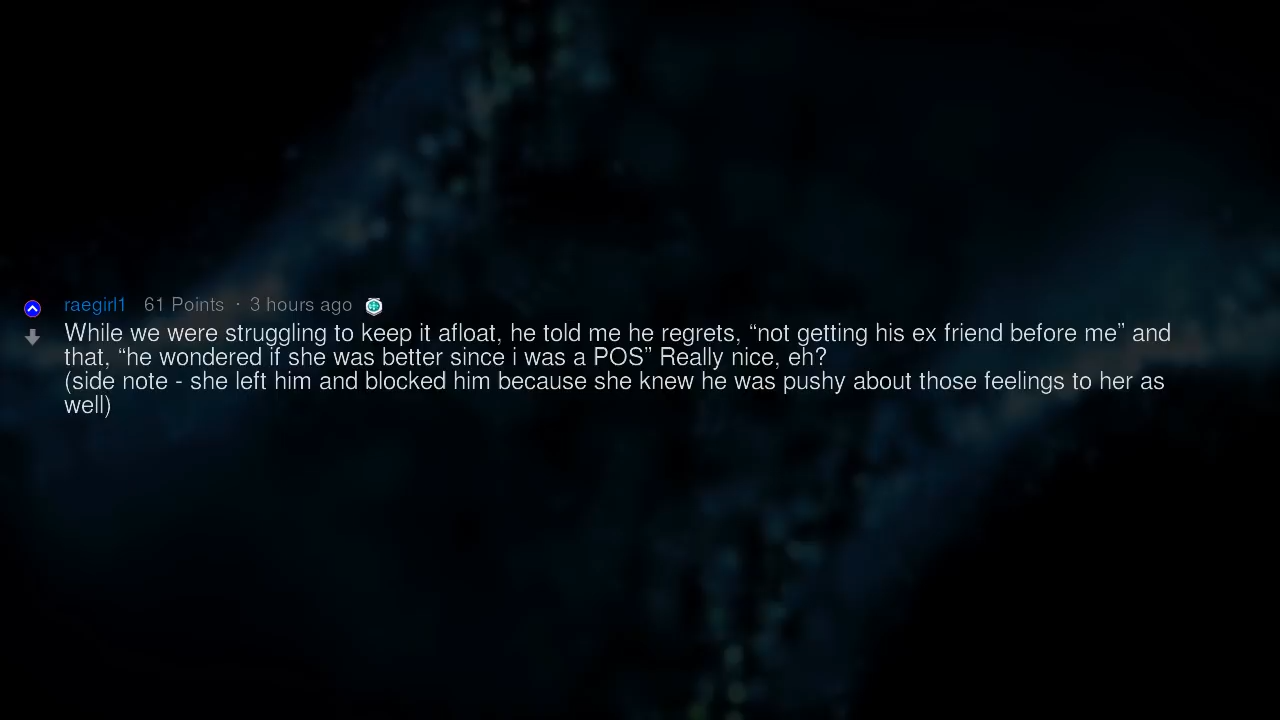 raegirl1 61 Points · 3 hours ago
While we were struggling to keep it afloat, he told me he regrets, “not getting his ex friend before me” and
that, “he wondered if she was better since i was a POS” Really nice, eh?
(side note - she left him and blocked him because she knew he was pushy about those feelings to her as
well)